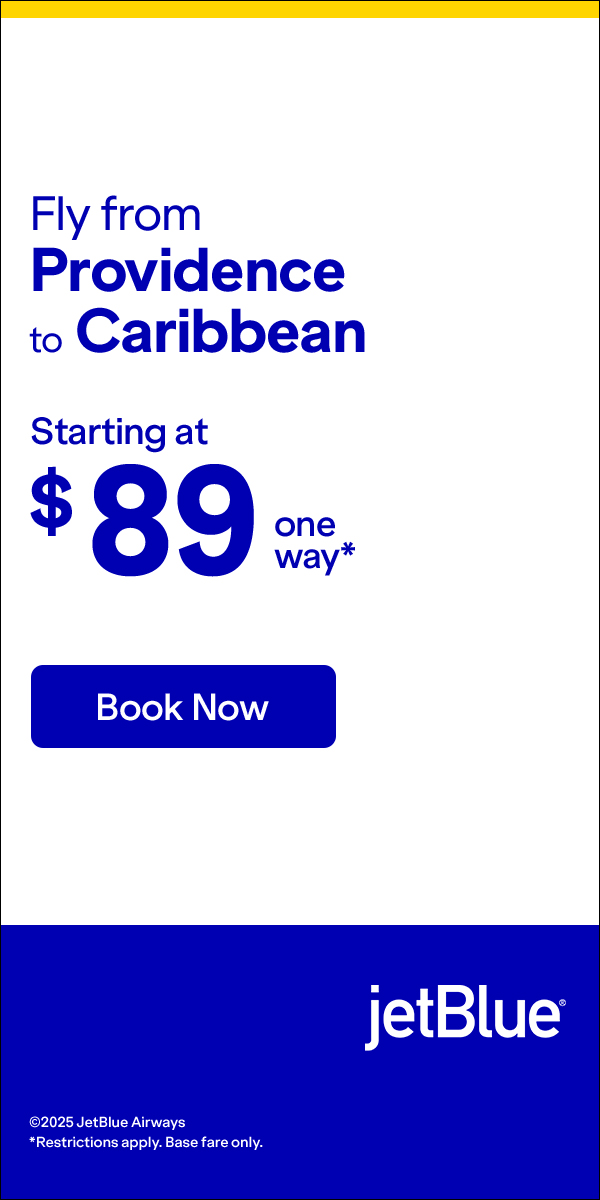 Fly from
Providence
to Caribbean
Starting at
$89 one way*
Book Now
jetBlue®
©2025 JetBlue Airways
*Restrictions apply. Base fare only.